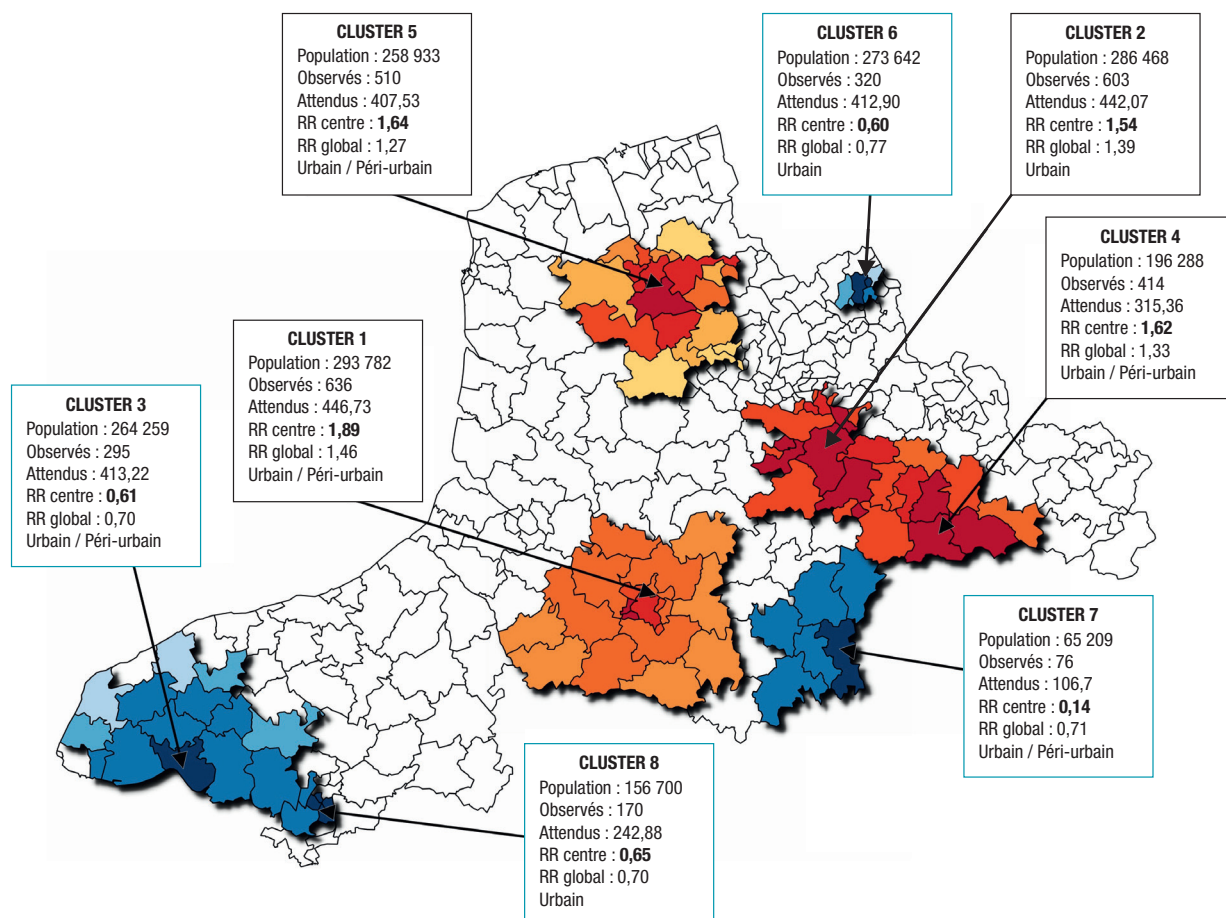 CLUSTER 5
Population : 258 933
Observés : 510
Attendus : 407,53
RR centre : 1,64
RR global : 1,27
Urbain / Péri-urbain
CLUSTER 6
Population : 273 642
Observés : 320
Attendus : 412,90
RR centre : 0,60
RR global : 0,77
Urbain
CLUSTER 2
Population : 286 468
Observés : 603
Attendus : 442,07
RR centre : 1,54
RR global : 1,39
Urbain
CLUSTER 4
Population : 196 288
Observés : 414
Attendus : 315,36
RR centre : 1,62
RR global : 1,33
Urbain / Péri-urbain
CLUSTER 1
Population : 293 782
Observés : 636
Attendus : 446,73
RR centre : 1,89
RR global : 1,46
Urbain / Péri-urbain
CLUSTER 3
Population : 264 259
Observés : 295
Attendus : 413,22
RR centre : 0,61
RR global : 0,70
Urbain / Péri-urbain
CLUSTER 7
Population : 65 209
Observés : 76
Attendus : 106,7
RR centre : 0,14
RR global : 0,71
Urbain / Péri-urbain
CLUSTER 8
Population : 156 700
Observés : 170
Attendus : 242,88
RR centre : 0,65
RR global : 0,70
Urbain